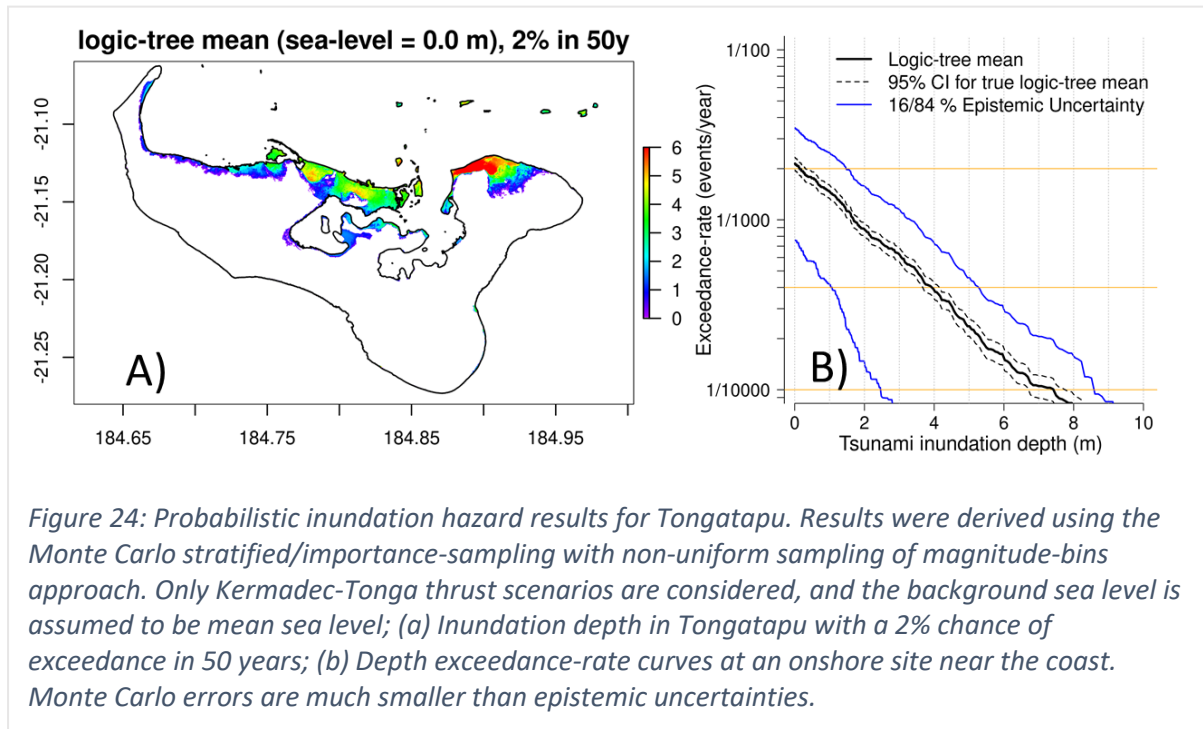 logic-tree mean (sea-level = 0.0 m), 2% in 50y
-21.10
-21.15
-21.20
-21.25
184.65
184.75
184.85
184.95
A)
6
5
4
3
2
1
0
Exceedance-rate (events/year)
1/100
1/1000
1/10000
Logic-tree mean
95% CI for true logic-tree mean
16/84 % Epistemic Uncertainty
B)
0 2 4 6 8 10
Tsunami inundation depth (m)
Figure 24: Probabilistic inundation hazard results for Tongatapu. Results were derived using the
Monte Carlo stratified/importance-sampling with non-uniform sampling of magnitude-bins
approach. Only Kermadec-Tonga thrust scenarios are considered, and the background sea level is
assumed to be mean sea level; (a) Inundation depth in Tongatapu with a 2% chance of
exceedance in 50 years; (b) Depth exceedance-rate curves at an onshore site near the coast.
Monte Carlo errors are much smaller than epistemic uncertainties.